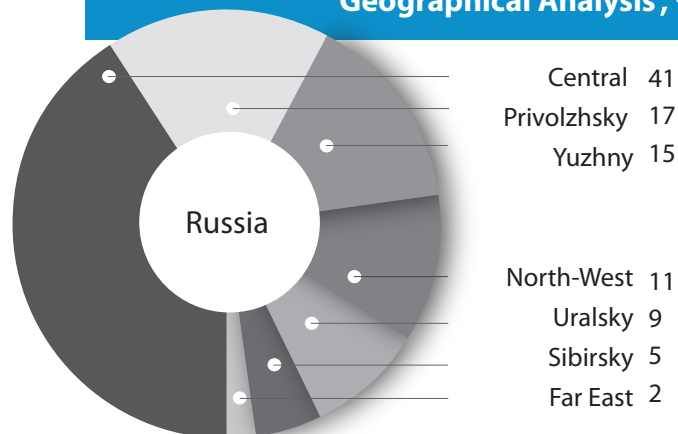 Geographical Analysis,
Central 41
Privolzhsky 17
Yuzhny 15
Russia
North-West 11
Uralsky 9
Sibirsky 5
Far East 2